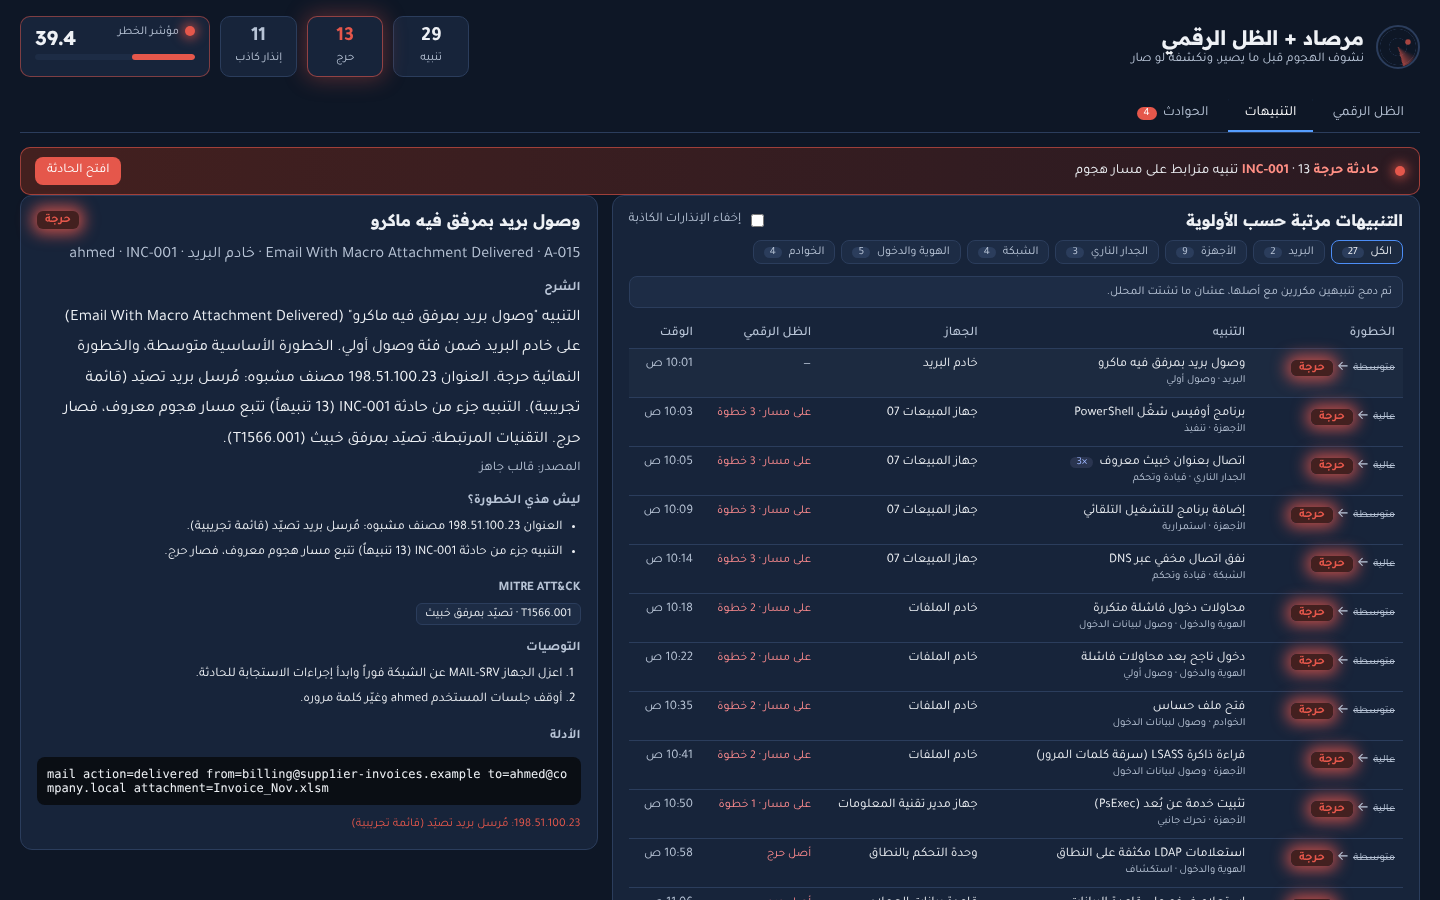 مرصاد + الظل الرقمي
نشوف الهجوم قبل ما يصير، ونكشفه لو صار
29
تنبيه
13
حرج
11
إنذار كاذب
مؤشر الخطر
39.4
الظل الرقمي
التنبيهات
الحوادث 4
حادثة حرجة INC-001 · 13 تنبيه مترابط على مسار هجوم
افتح الحادثة
التنبيهات مرتبة حسب الأولوية
إخفاء الإنذارات الكاذبة
الكل 27
البريد 2
الأجهزة 9
الجدار الناري 3
الشبكة 4
الهوية والدخول 5
الخوادم 4
تم دمج تنبيهين مكررين مع أصلها، عشان ما تشتت المحلل.
الخطورة التنبيه الجهاز الظل الرقمي الوقت
متوسطة ← حرجة وصول بريد بمرفق فيه ماكرو خادم البريد — 10:01 ص
البريد · وصول أولي
عالية ← حرجة برنامج أوفيس شغّل PowerShell جهاز المبيعات 07 على مسار · 3 خطوة 10:03 ص
الأجهزة · تنفيذ
عالية ← حرجة اتصال بعنوان خبيث معروف 3× جهاز المبيعات 07 على مسار · 3 خطوة 10:05 ص
الجدار الناري · قيادة وتحكم
متوسطة ← حرجة إضافة برنامج للتشغيل التلقائي جهاز المبيعات 07 على مسار · 3 خطوة 10:09 ص
الأجهزة · استمرارية
عالية ← حرجة نفق اتصال مخفي عبر DNS جهاز المبيعات 07 على مسار · 3 خطوة 10:14 ص
الشبكة · قيادة وتحكم
متوسطة ← حرجة محاولات دخول فاشلة متكررة خادم الملفات على مسار · 2 خطوة 10:18 ص
الهوية والدخول · وصول لبيانات الدخول
متوسطة ← حرجة دخول ناجح بعد محاولات فاشلة خادم الملفات على مسار · 2 خطوة 10:22 ص
الهوية والدخول · وصول أولي
متوسطة ← حرجة فتح ملف حساس خادم الملفات على مسار · 2 خطوة 10:35 ص
الخوادم · وصول لبيانات الدخول
عالية ← حرجة قراءة ذاكرة LSASS (سرقة كلمات المرور) خادم الملفات على مسار · 2 خطوة 10:41 ص
الأجهزة · وصول لبيانات الدخول
عالية ← حرجة تثبيت خدمة عن بُعد (PsExec) جهاز مدير تقنية المعلومات على مسار · 1 خطوة 10:50 ص
الأجهزة · تحرك جانبي
متوسطة ← حرجة استعلامات LDAP مكثفة على النطاق وحدة التحكم بالنطاق أصل حرج 10:58 ص
الهوية والدخول · استكشاف
وصول بريد بمرفق فيه ماكرو
حرجة
A-015 · Email With Macro Attachment Delivered · خادم البريد · ahmed · INC-001
الشرح
التنبيه "وصول بريد بمرفق فيه ماكرو" (Email With Macro Attachment Delivered)
على خادم البريد ضمن فئة وصول أولي. الخطورة الأساسية متوسطة، والخطورة
النهائية حرجة. العنوان 198.51.100.23 مصنف مشبوه: مُرسل بريد تصيّد (قائمة
تجريبية). التنبيه جزء من حادثة INC-001 (13 تنبيهاً) تتبع مسار هجوم معروف، فصار
حرج. التقنيات المرتبطة: تصيّد بمرفق خبيث (T1566.001).
المصدر: قالب جاهز
ليش هذي الخطورة؟
• العنوان 198.51.100.23 مصنف مشبوه: مُرسل بريد تصيّد (قائمة تجريبية).
• التنبيه جزء من حادثة INC-001 (13 تنبيهاً) تتبع مسار هجوم معروف، فصار حرج.
MITRE ATT&CK
T1566.001 · تصيّد بمرفق خبيث
التوصيات
1. اعزل الجهاز MAIL-SRV عن الشبكة فوراً وابدأ إجراءات الاستجابة للحادثة.
2. أوقف جلسات المستخدم ahmed وغيّر كلمة مروره.
الأدلة
mail action=delivered from=billing@supp1ier-invoices.example to=ahmed@co
mpany.local attachment=Invoice_Nov.xlsm
198.51.100.23: مُرسل بريد تصيّد (قائمة تجريبية)